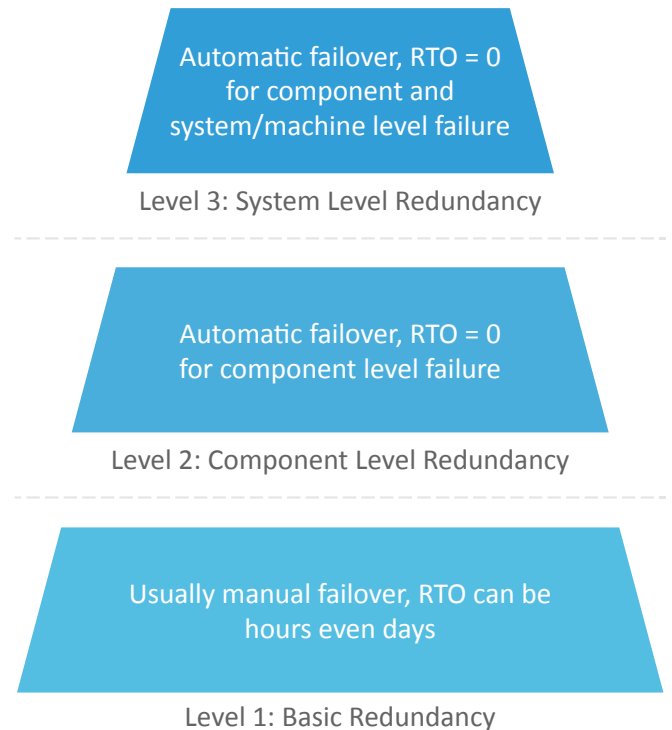 Automatic failover, RTO = 0
for component and
system/machine level failure
Level 3: System Level Redundancy
Automatic failover, RTO = 0
for component level failure
Level 2: Component Level Redundancy
Usually manual failover, RTO can be
hours even days
Level 1: Basic Redundancy